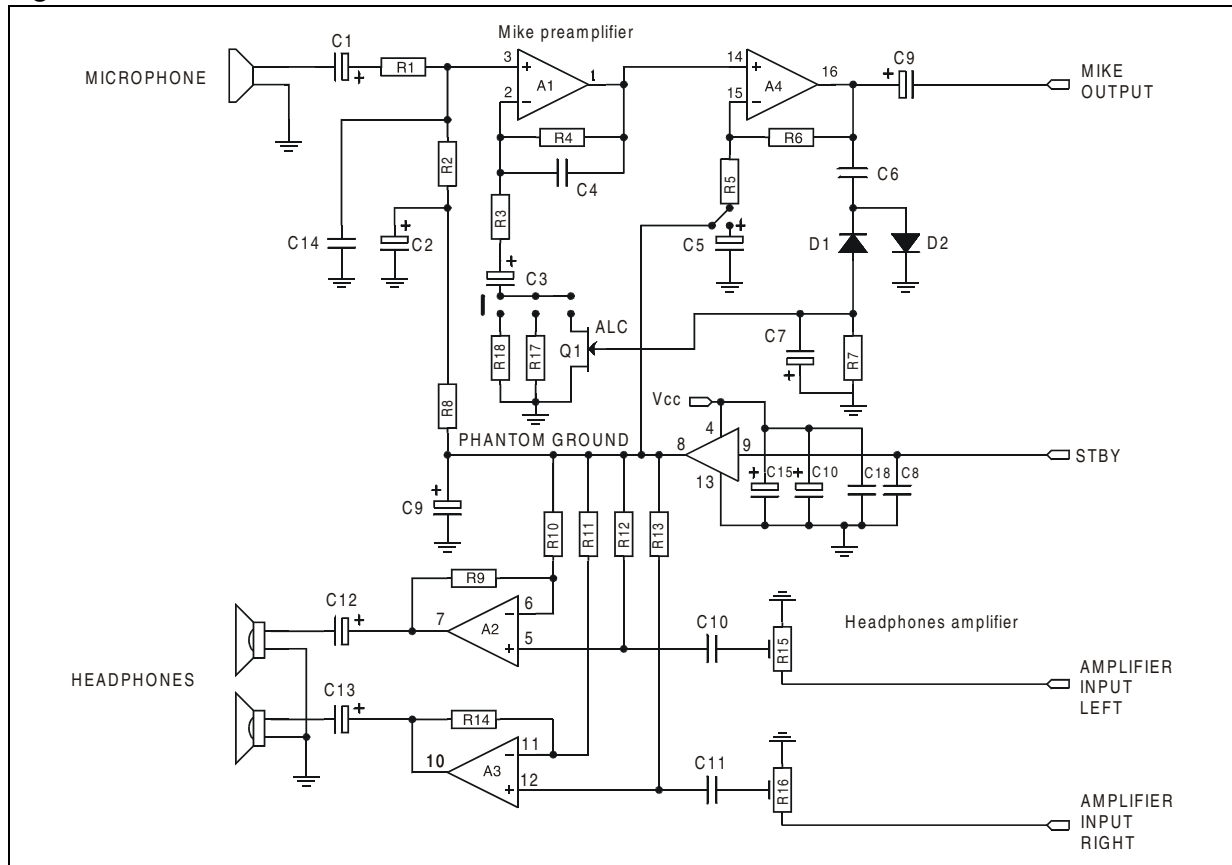 C1
Mike preamplifier
C9
MICROPHONE
+
R1
3
+
A1
1
2
−
14
+
A4
16
15
−
+
MIKE
OUTPUT
R4
R6
R2
C4
R5
C6
R3
C14
+
C2
C5
+
D1
D2
+
C3
ALC
R18
R17
Q1
C7
+
R7
R8
Vcc
PHANTOM GROUND
4
8
9
13
STBY
+
C15
+
C10
C18
C8
+
C9
R10
R11
R12
R13
R9
C12
+
7
A2
6
−
5
+
C10
R15
Headphones amplifier
HEADPHONES
AMPLIFIER
INPUT
LEFT
C13
+
R14
10
A3
11
−
12
+
C11
R16
AMPLIFIER
INPUT
RIGHT